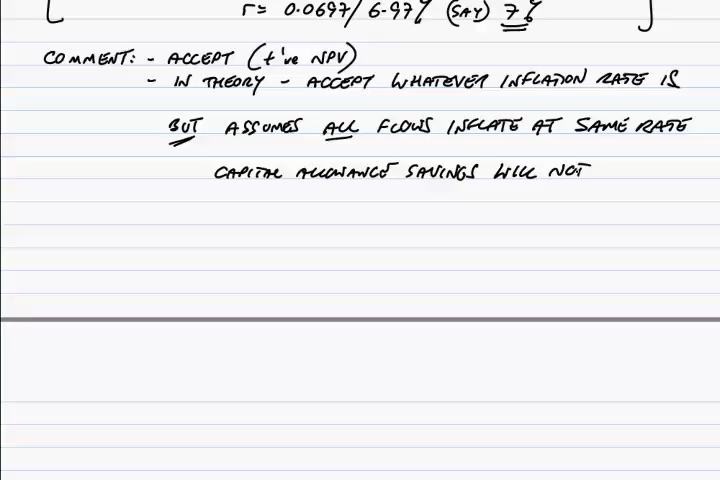 r = 0.0697/ 6.97% (SAY) 7%
COMMENT: - ACCEPT (+'ve NPV)
- IN THEORY - ACCEPT WHATEVER INFLATION RATE IS
BUT ASSUMES ALL FLOWS INFLATE AT SAME RATE
CAPITAL ALLOWANCE SAVINGS WILL NOT